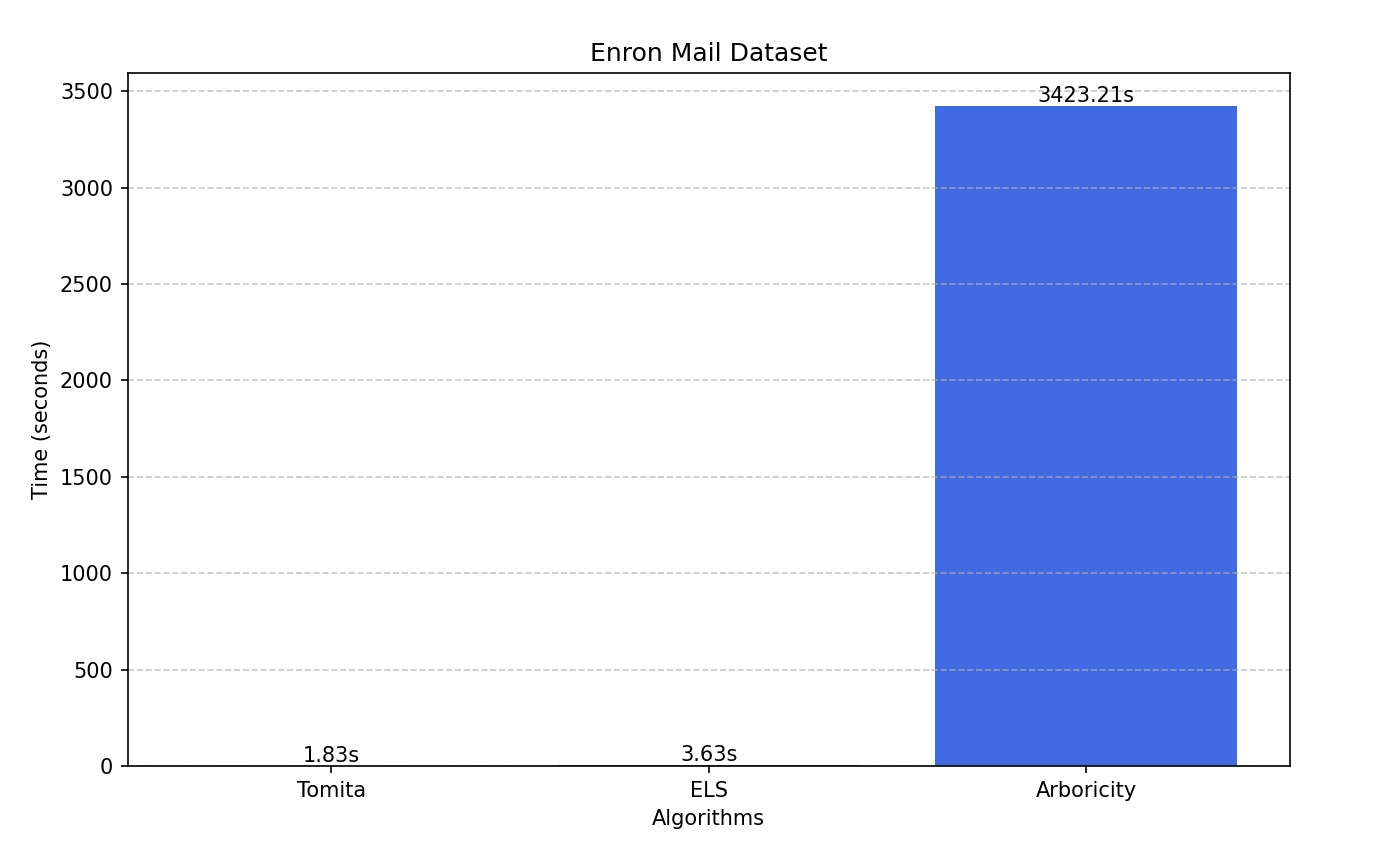 Enron Mail Dataset
3500
3000
2500
2000
1500
1000
500
0
Time (seconds)
1.83s
3.63s
3423.21s
Tomita
ELS
Arboricity
Algorithms